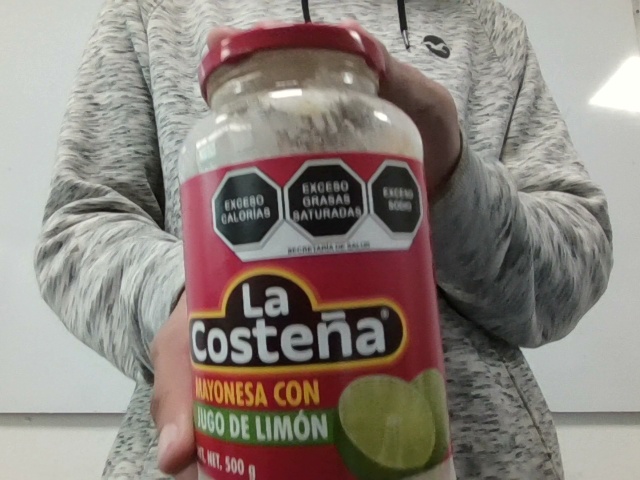 EXCESO CALORÍAS
EXCESO GRASAS SATURADAS
EXCESO SODIO
SECRETARÍA DE SALUD
La
Costeña®
MAYONESA CON
JUGO DE LIMÓN
NET. 500 g